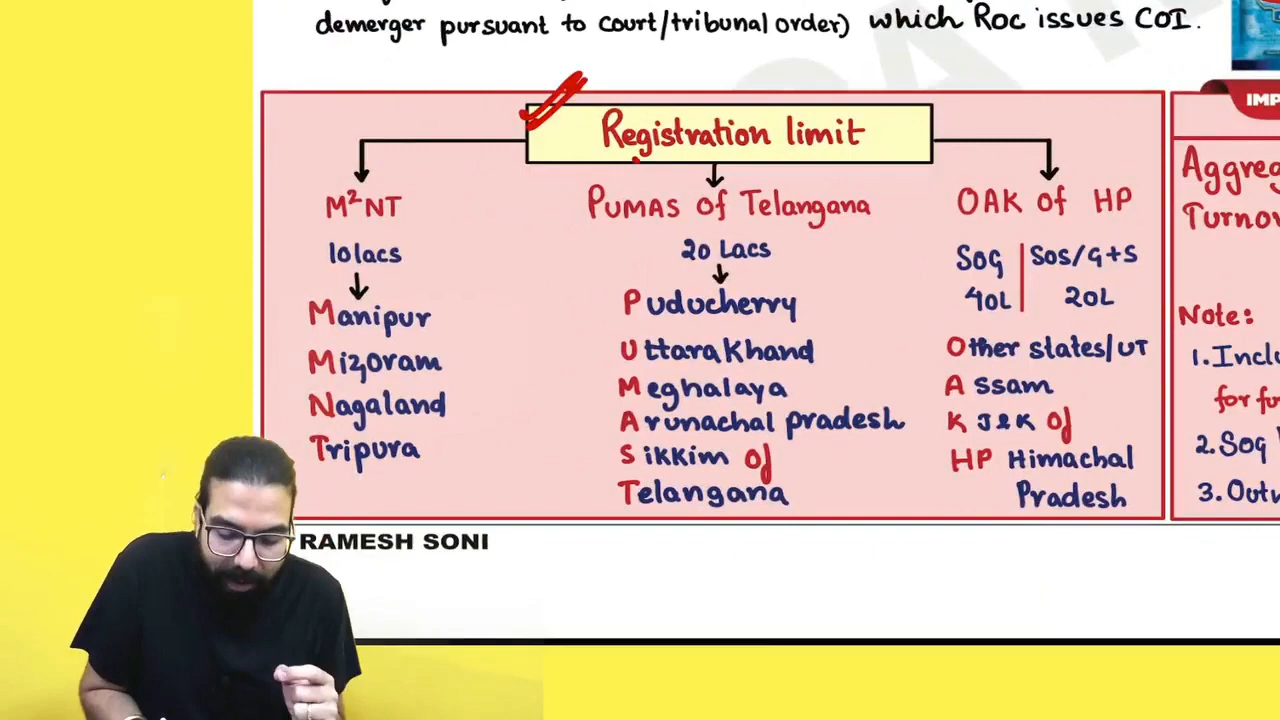 demerger pursuant to court/tribunal order) which Roc issues COI.
Registration limit
M²NT
10 lacs
Manipur
Mizoram
Nagaland
Tripura
PUMAS of Telangana
20 Lacs
Puducherry
Uttarakhand
Meghalaya
Arunachal pradesh
Sikkim of
Telangana
OAK of HP
SOG | SOS/G+S
40L | 20L
Other states/UT
Assam
K J&K of
HP Himachal
Pradesh
IMP
Aggreg
Turnov
Note:
1. Inclu
for fu
2. SOG
3. Outw
RAMESH SONI